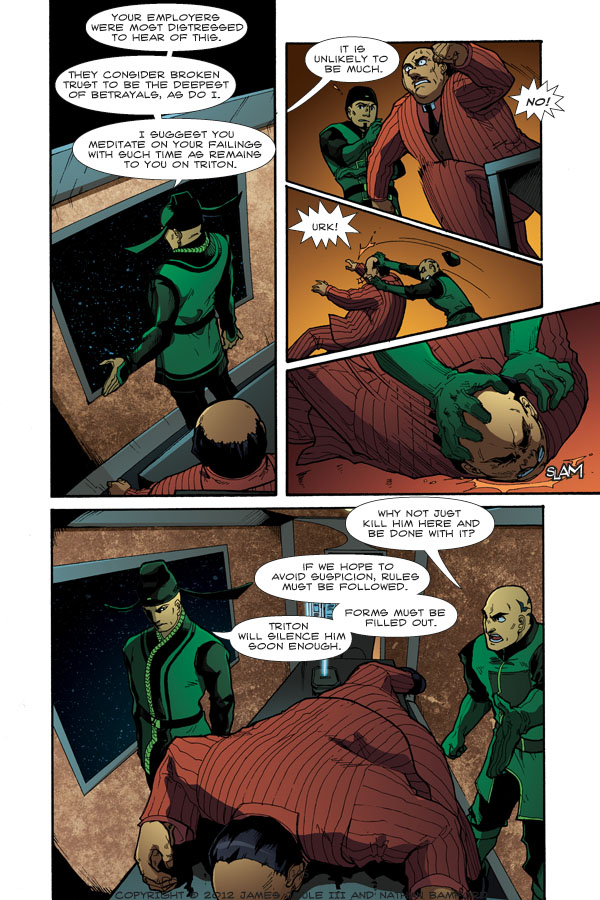 YOUR EMPLOYERS
WERE MOST DISTRESSED
TO HEAR OF THIS.
THEY CONSIDER BROKEN
TRUST TO BE THE DEEPEST
OF BETRAYALS, AS DO I.
I SUGGEST YOU
MEDITATE ON YOUR FAILINGS
WITH SUCH TIME AS REMAINS
TO YOU ON TRITON.
IT IS
UNLIKELY TO
BE MUCH.
NO!
URK!
SLAM
WHY NOT JUST
KILL HIM HERE AND
BE DONE WITH IT?
IF WE HOPE TO
AVOID SUSPICION, RULES
MUST BE FOLLOWED.
FORMS MUST BE
FILLED OUT.
TRITON
WILL SILENCE HIM
SOON ENOUGH.
COPYRIGHT © 2012 JAMES III AND